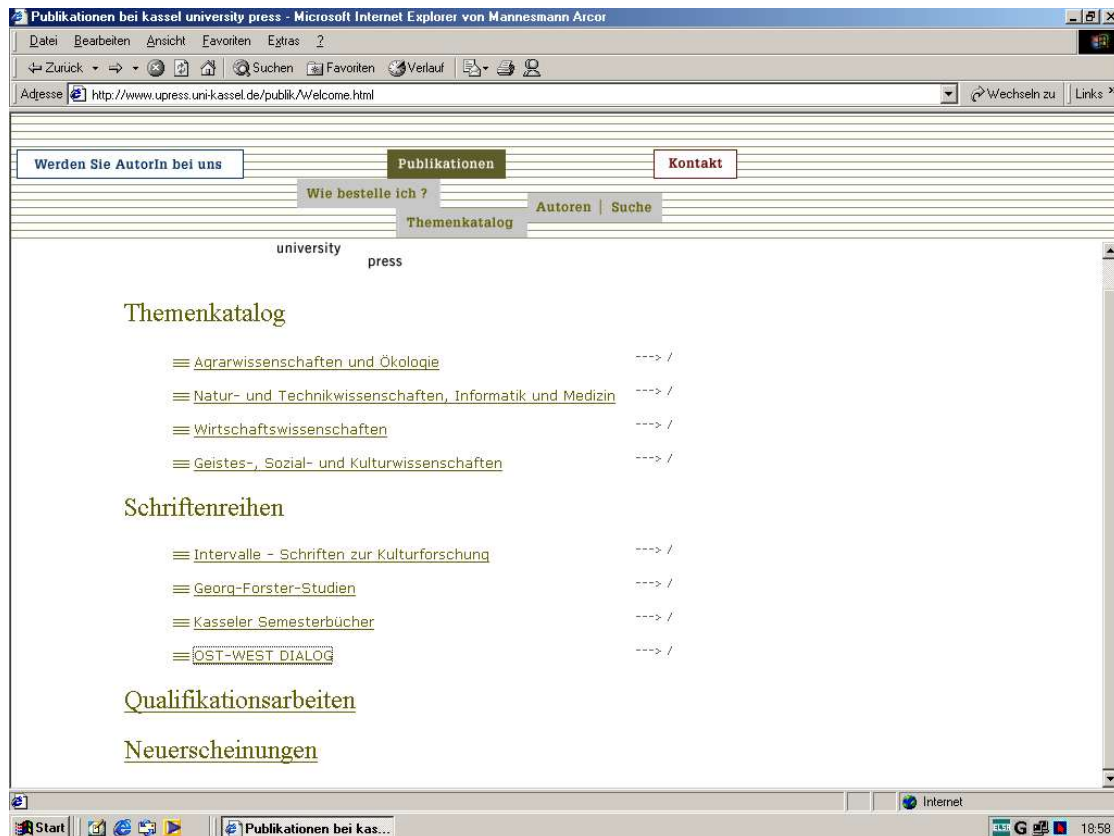 Publikationen bei kassel university press - Microsoft Internet Explorer von Mannesmann Arcor
Datei Bearbeiten Ansicht Favoriten Extras ?
Zurück Suchen Favoriten Verlauf
Adresse http://www.upress.uni-kassel.de/publik/Welcome.html Wechseln zu Links »
Werden Sie AutorIn bei uns Publikationen Kontakt
Wie bestelle ich ?
Autoren | Suche
Themenkatalog
university
press
Themenkatalog
Agrarwissenschaften und Ökologie ---> /
Natur- und Technikwissenschaften, Informatik und Medizin ---> /
Wirtschaftswissenschaften ---> /
Geistes-, Sozial- und Kulturwissenschaften ---> /
Schriftenreihen
Intervalle - Schriften zur Kulturforschung ---> /
Georg-Forster-Studien ---> /
Kasseler Semesterbücher ---> /
OST-WEST DIALOG ---> /
Qualifikationsarbeiten
Neuerscheinungen
Internet
Start Publikationen bei kas... G 18:58